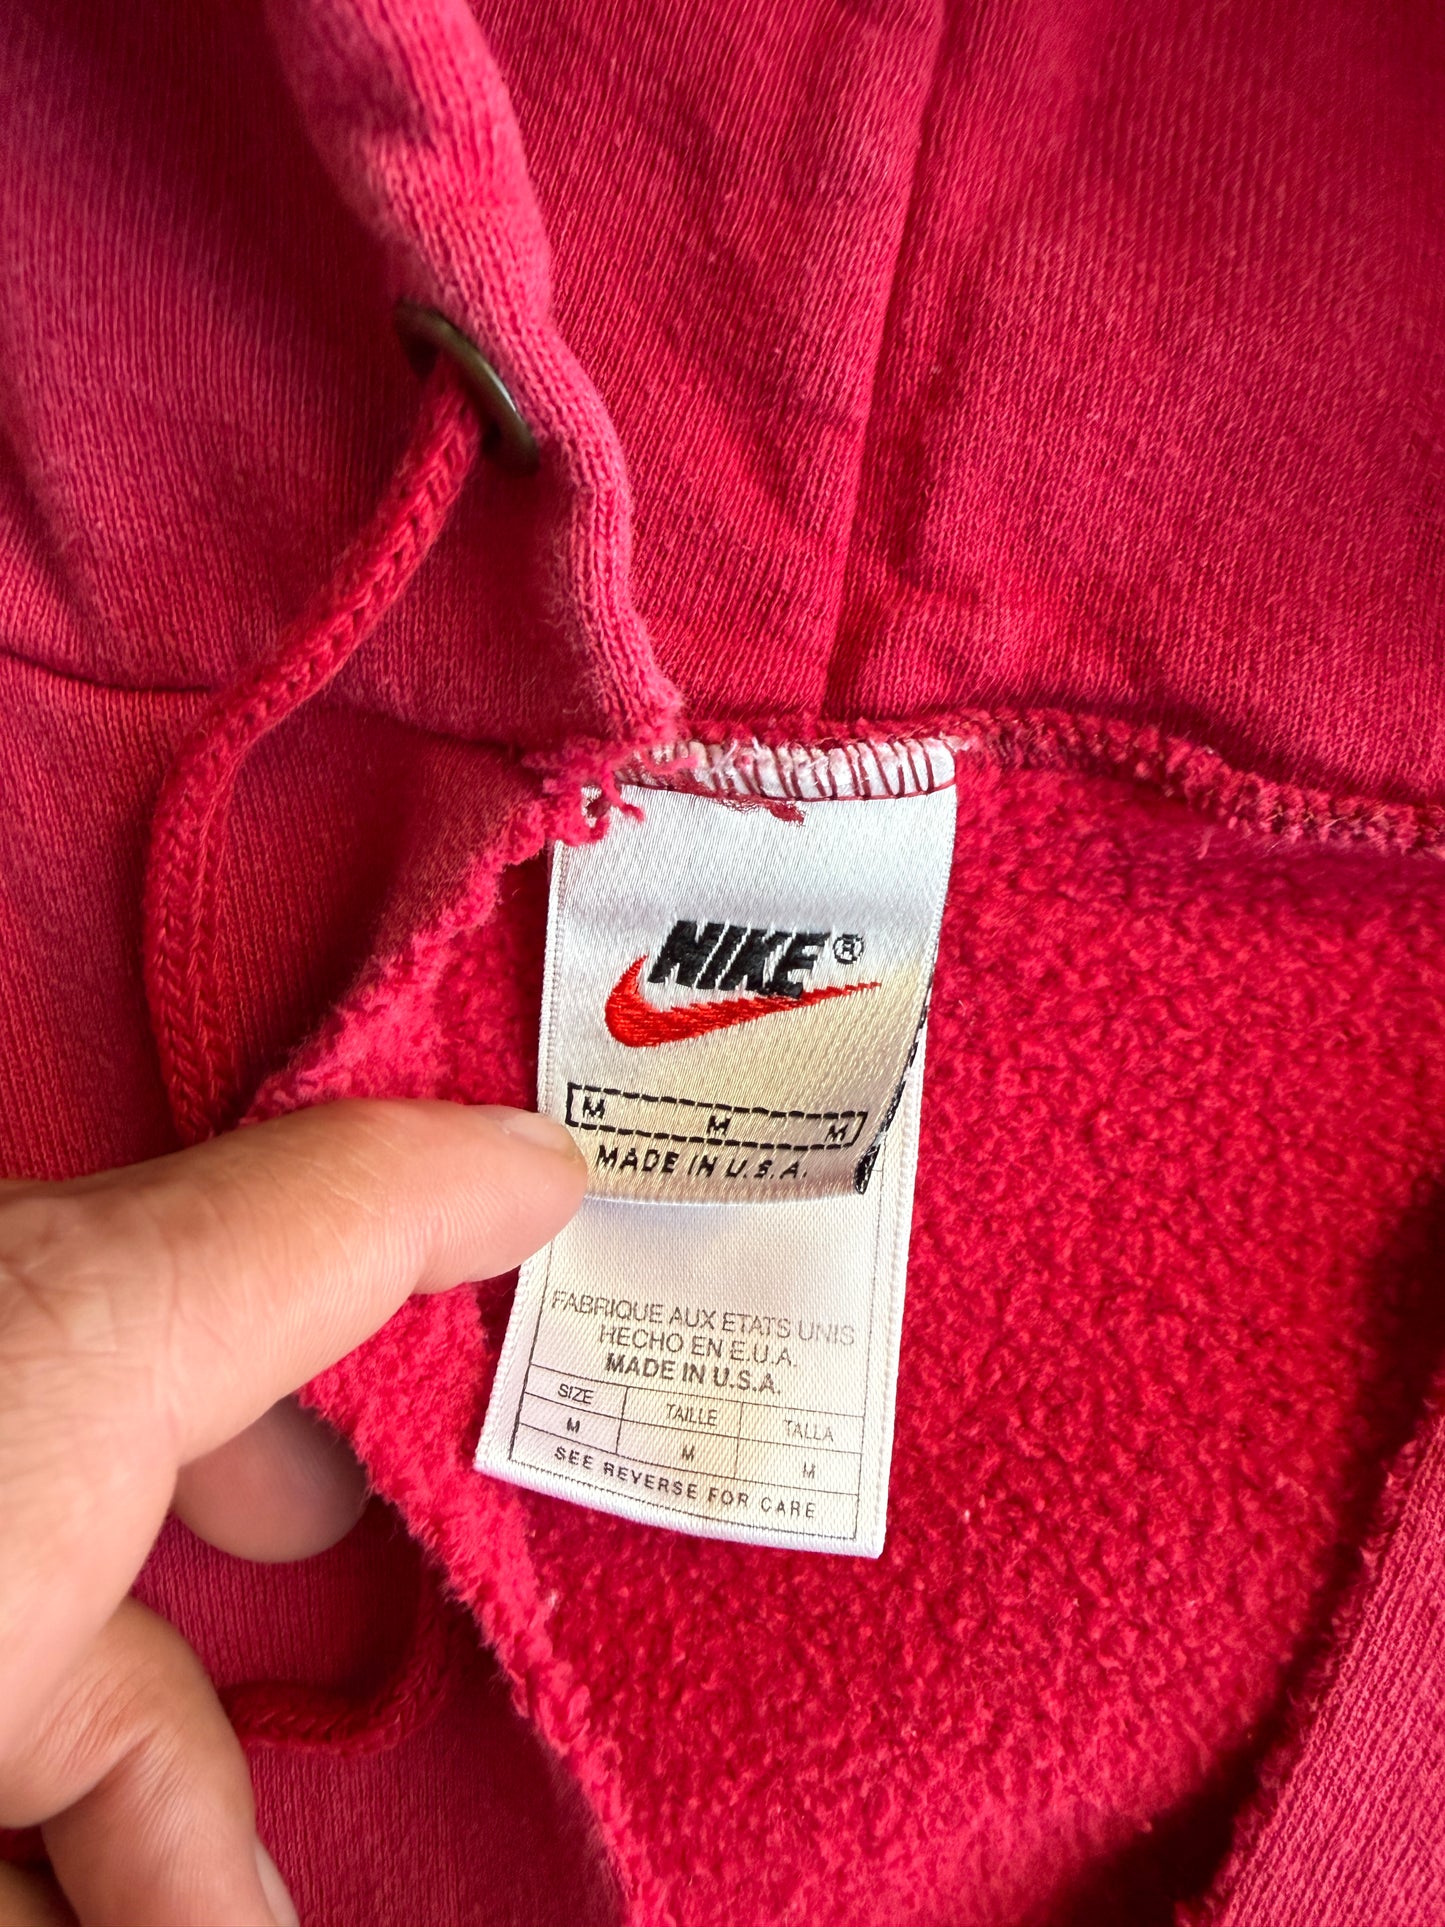 NIKE®
M M M
MADE IN U.S.A.
FABRIQUE AUX ETATS UNIS
HECHO EN E.U.A.
MADE IN U.S.A.
SIZE TAILLE TALLA
M M M
SEE REVERSE FOR CARE